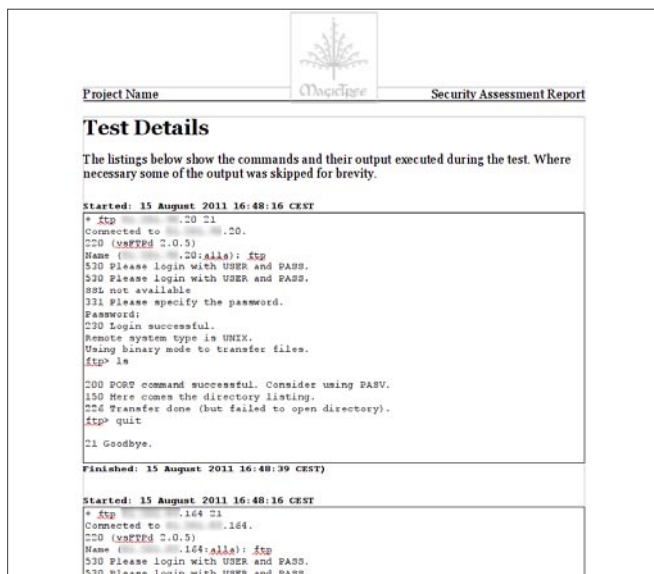 MagicTree
Project Name Security Assessment Report
Test Details
The listings below show the commands and their output executed during the test. Where
necessary some of the output was skipped for brevity.
Started: 15 August 2011 16:48:16 CEST
+ ftp .20 21
Connected to .20.
220 (vsFTPd 2.0.5)
Name ( .20:alla): ftp
530 Please login with USER and PASS.
530 Please login with USER and PASS.
SSL not available
331 Please specify the password.
Password:
230 Login successful.
Remote system type is UNIX.
Using binary mode to transfer files.
ftp> ls
200 PORT command successful. Consider using PASV.
150 Here comes the directory listing.
226 Transfer done (but failed to open directory).
ftp> quit
21 Goodbye.
Finished: 15 August 2011 16:48:39 CEST)
Started: 15 August 2011 16:48:16 CEST
+ ftp .164 21
Connected to .164.
220 (vsFTPd 2.0.5)
Name ( .164:alla): ftp
530 Please login with USER and PASS.
530 Please login with USER and PASS.